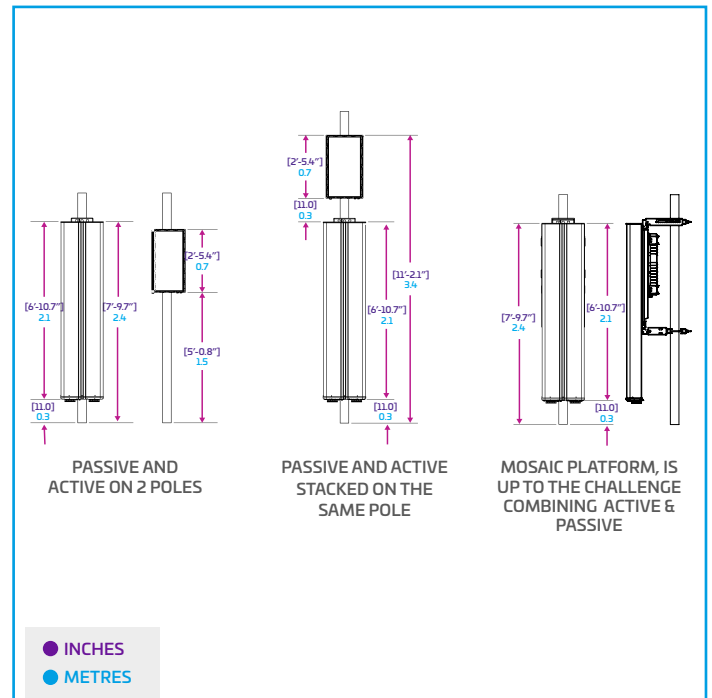 [2'-5.4"]
0.7
[11.0]
0.3
[6'-10.7"]
2.1
[7'-9.7"]
2.4
[11.0]
0.3
[2'-5.4"]
0.7
[5'-0.8"]
1.5
PASSIVE AND
ACTIVE ON 2 POLES
[11'-2.1"]
3.4
[6'-10.7"]
2.1
[11.0]
0.3
PASSIVE AND ACTIVE
STACKED ON THE
SAME POLE
[7'-9.7"]
2.4
[6'-10.7"]
2.1
[11.0]
0.3
MOSAIC PLATFORM, IS
UP TO THE CHALLENGE
COMBINING ACTIVE &
PASSIVE
INCHES
METRES